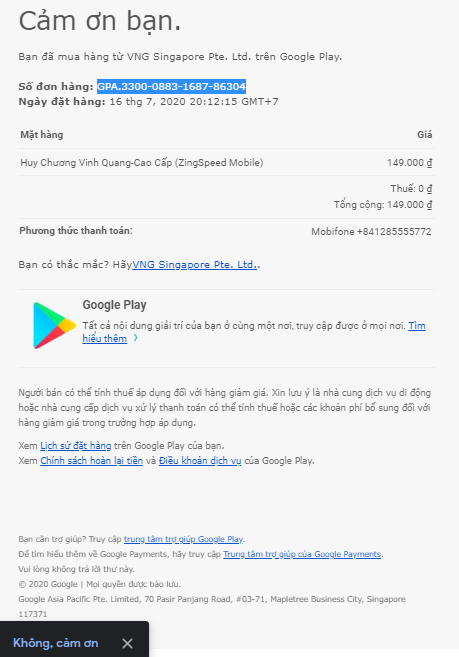 Cảm ơn bạn.
Bạn đã mua hàng từ VNG Singapore Pte. Ltd. trên Google Play.
Số đơn hàng: GPA.3300-0883-1687-86304
Ngày đặt hàng: 16 thg 7, 2020 20:12:15 GMT+7
Mặt hàng Giá
Huy Chương Vinh Quang-Cao Cấp (ZingSpeed Mobile) 149.000 ₫
Thuế: 0 ₫
Tổng cộng: 149.000 ₫
Phương thức thanh toán: Mobifone +841285555772
Bạn có thắc mắc? HãyVNG Singapore Pte. Ltd..
Google Play
Tất cả nội dung giải trí của bạn ở cùng một nơi, truy cập được ở mọi nơi. Tìm
hiểu thêm ❯
Người bán có thể tính thuế áp dụng đối với hàng giảm giá. Xin lưu ý là nhà cung cấp dịch vụ di động
hoặc nhà cung cấp dịch vụ xử lý thanh toán có thể tính thuế hoặc các khoản phí bổ sung đối với
hàng giảm giá trong trường hợp áp dụng.
Xem Lịch sử đặt hàng trên Google Play của bạn.
Xem Chính sách hoàn lại tiền và Điều khoản dịch vụ của Google Play.
Bạn cần trợ giúp? Truy cập trung tâm trợ giúp Google Play.
Để tìm hiểu thêm về Google Payments, hãy truy cập Trung tâm trợ giúp của Google Payments.
Vui lòng không trả lời thư này.
© 2020 Google | Mọi quyền được bảo lưu.
Google Asia Pacific Pte. Limited, 70 Pasir Panjang Road, #03-71, Mapletree Business City, Singapore
117371
Không, cảm ơn ✕